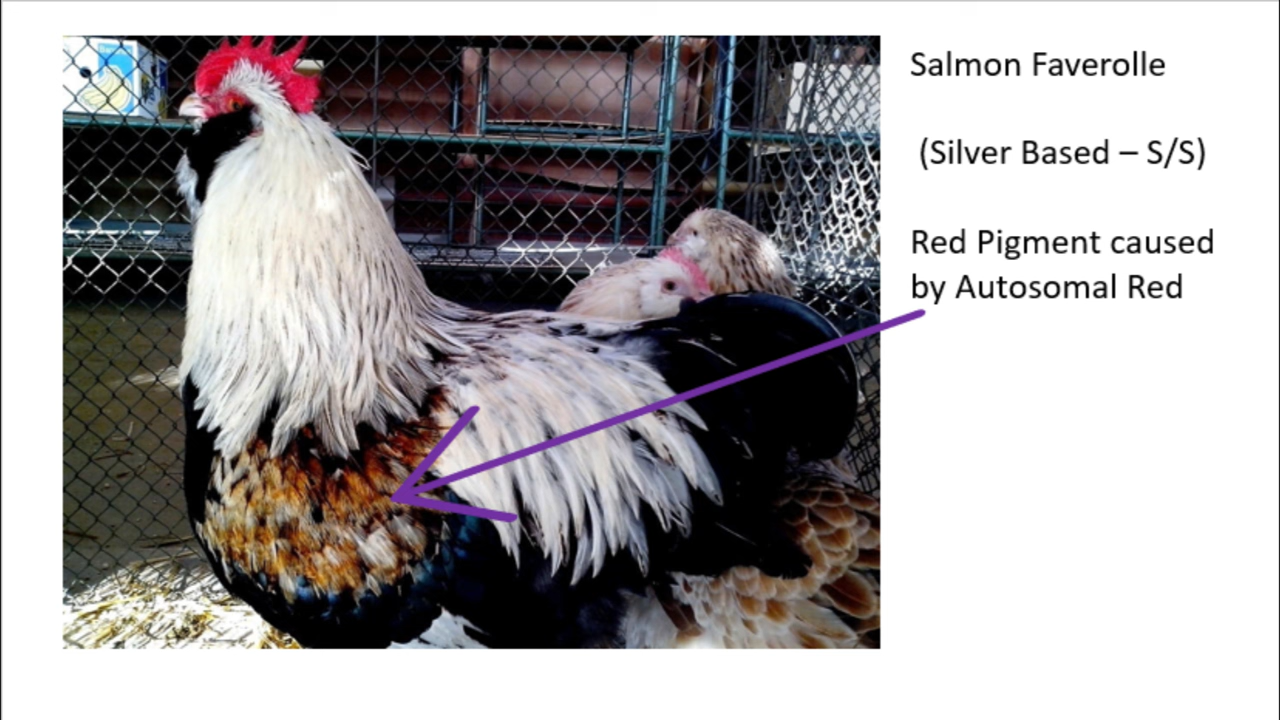 Salmon Faverolle
(Silver Based – S/S)
Red Pigment caused
by Autosomal Red